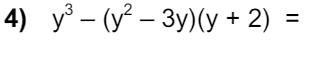 4) y³ – (y² – 3y)(y + 2) =